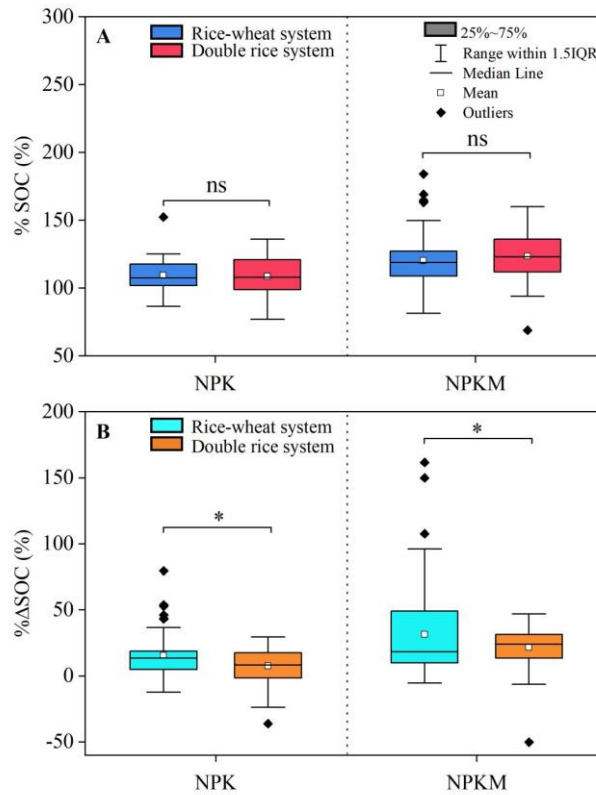 A
Rice-wheat system
Double rice system
25%~75%
Range within 1.5IQR
Median Line
Mean
Outliers
% SOC (%)
300
250
200
150
100
50
ns
ns
NPK
NPKM
B
Rice-wheat system
Double rice system
%ΔSOC (%)
200
150
100
50
0
-50
*
*
NPK
NPKM